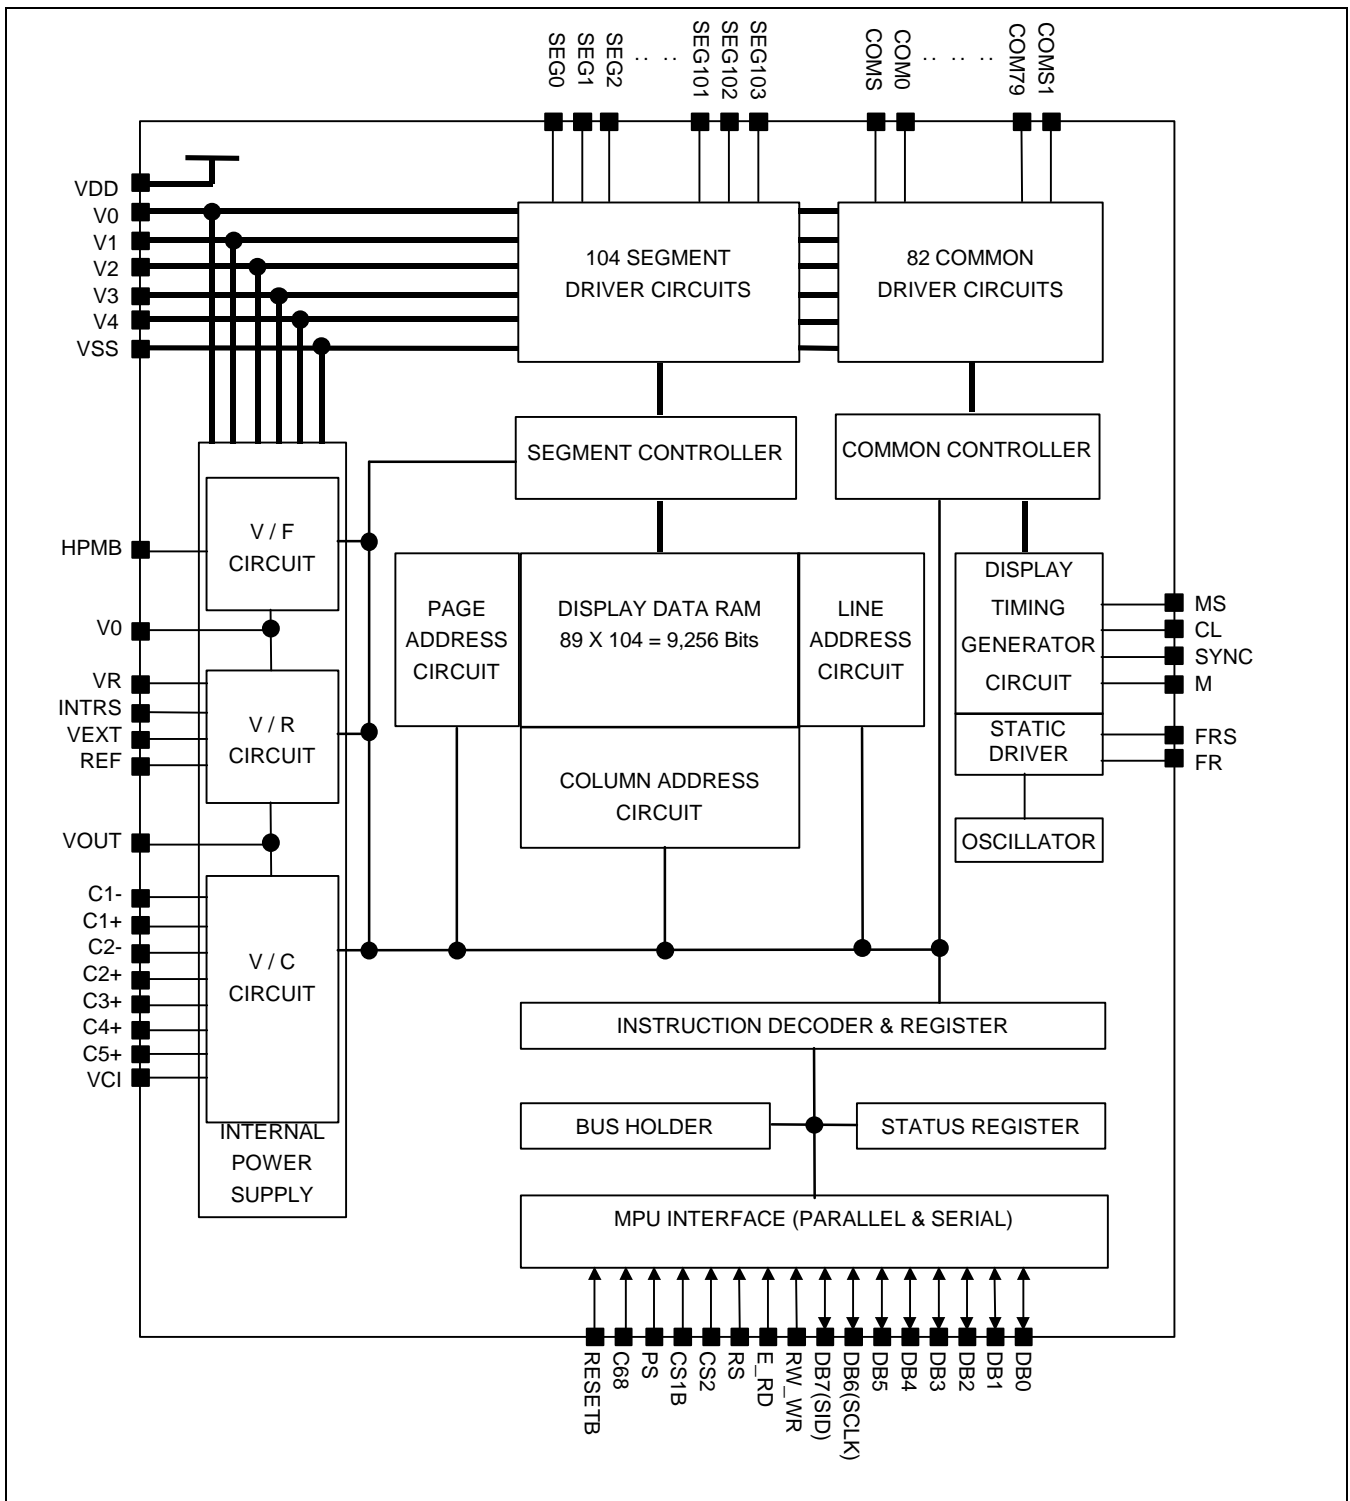 SEG0
SEG1
SEG2
.. ..
SEG101
SEG102
SEG103
COMS
COM0
.. .. ..
COM79
COMS1
VDD
V0
V1
V2
V3
V4
VSS
104 SEGMENT
DRIVER CIRCUITS
82 COMMON
DRIVER CIRCUITS
SEGMENT CONTROLLER
COMMON CONTROLLER
HPMB
V0
VR
INTRS
VEXT
REF
VOUT
C1-
C1+
C2-
C2+
C3+
C4+
C5+
VCI
V / F
CIRCUIT
V / R
CIRCUIT
V / C
CIRCUIT
INTERNAL
POWER
SUPPLY
PAGE
ADDRESS
CIRCUIT
DISPLAY DATA RAM
89 X 104 = 9,256 Bits
LINE
ADDRESS
CIRCUIT
COLUMN ADDRESS
CIRCUIT
DISPLAY
TIMING
GENERATOR
CIRCUIT
STATIC
DRIVER
OSCILLATOR
MS
CL
SYNC
M
FRS
FR
INSTRUCTION DECODER & REGISTER
BUS HOLDER
STATUS REGISTER
MPU INTERFACE (PARALLEL & SERIAL)
RESETB
C68
PS
CS1B
CS2
RS
E_RD
RW_WR
DB7(SID)
DB6(SCLK)
DB5
DB4
DB3
DB2
DB1
DB0